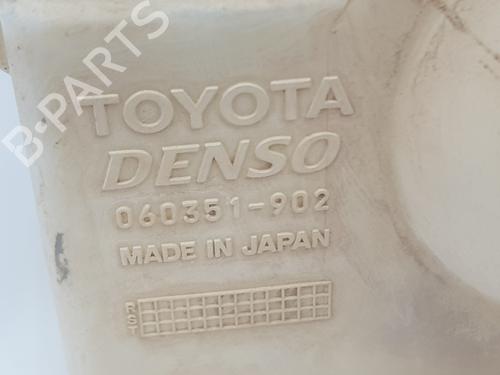 B-PARTS
TOYOTA
DENSO
060351-902
MADE IN JAPAN
R
S
T